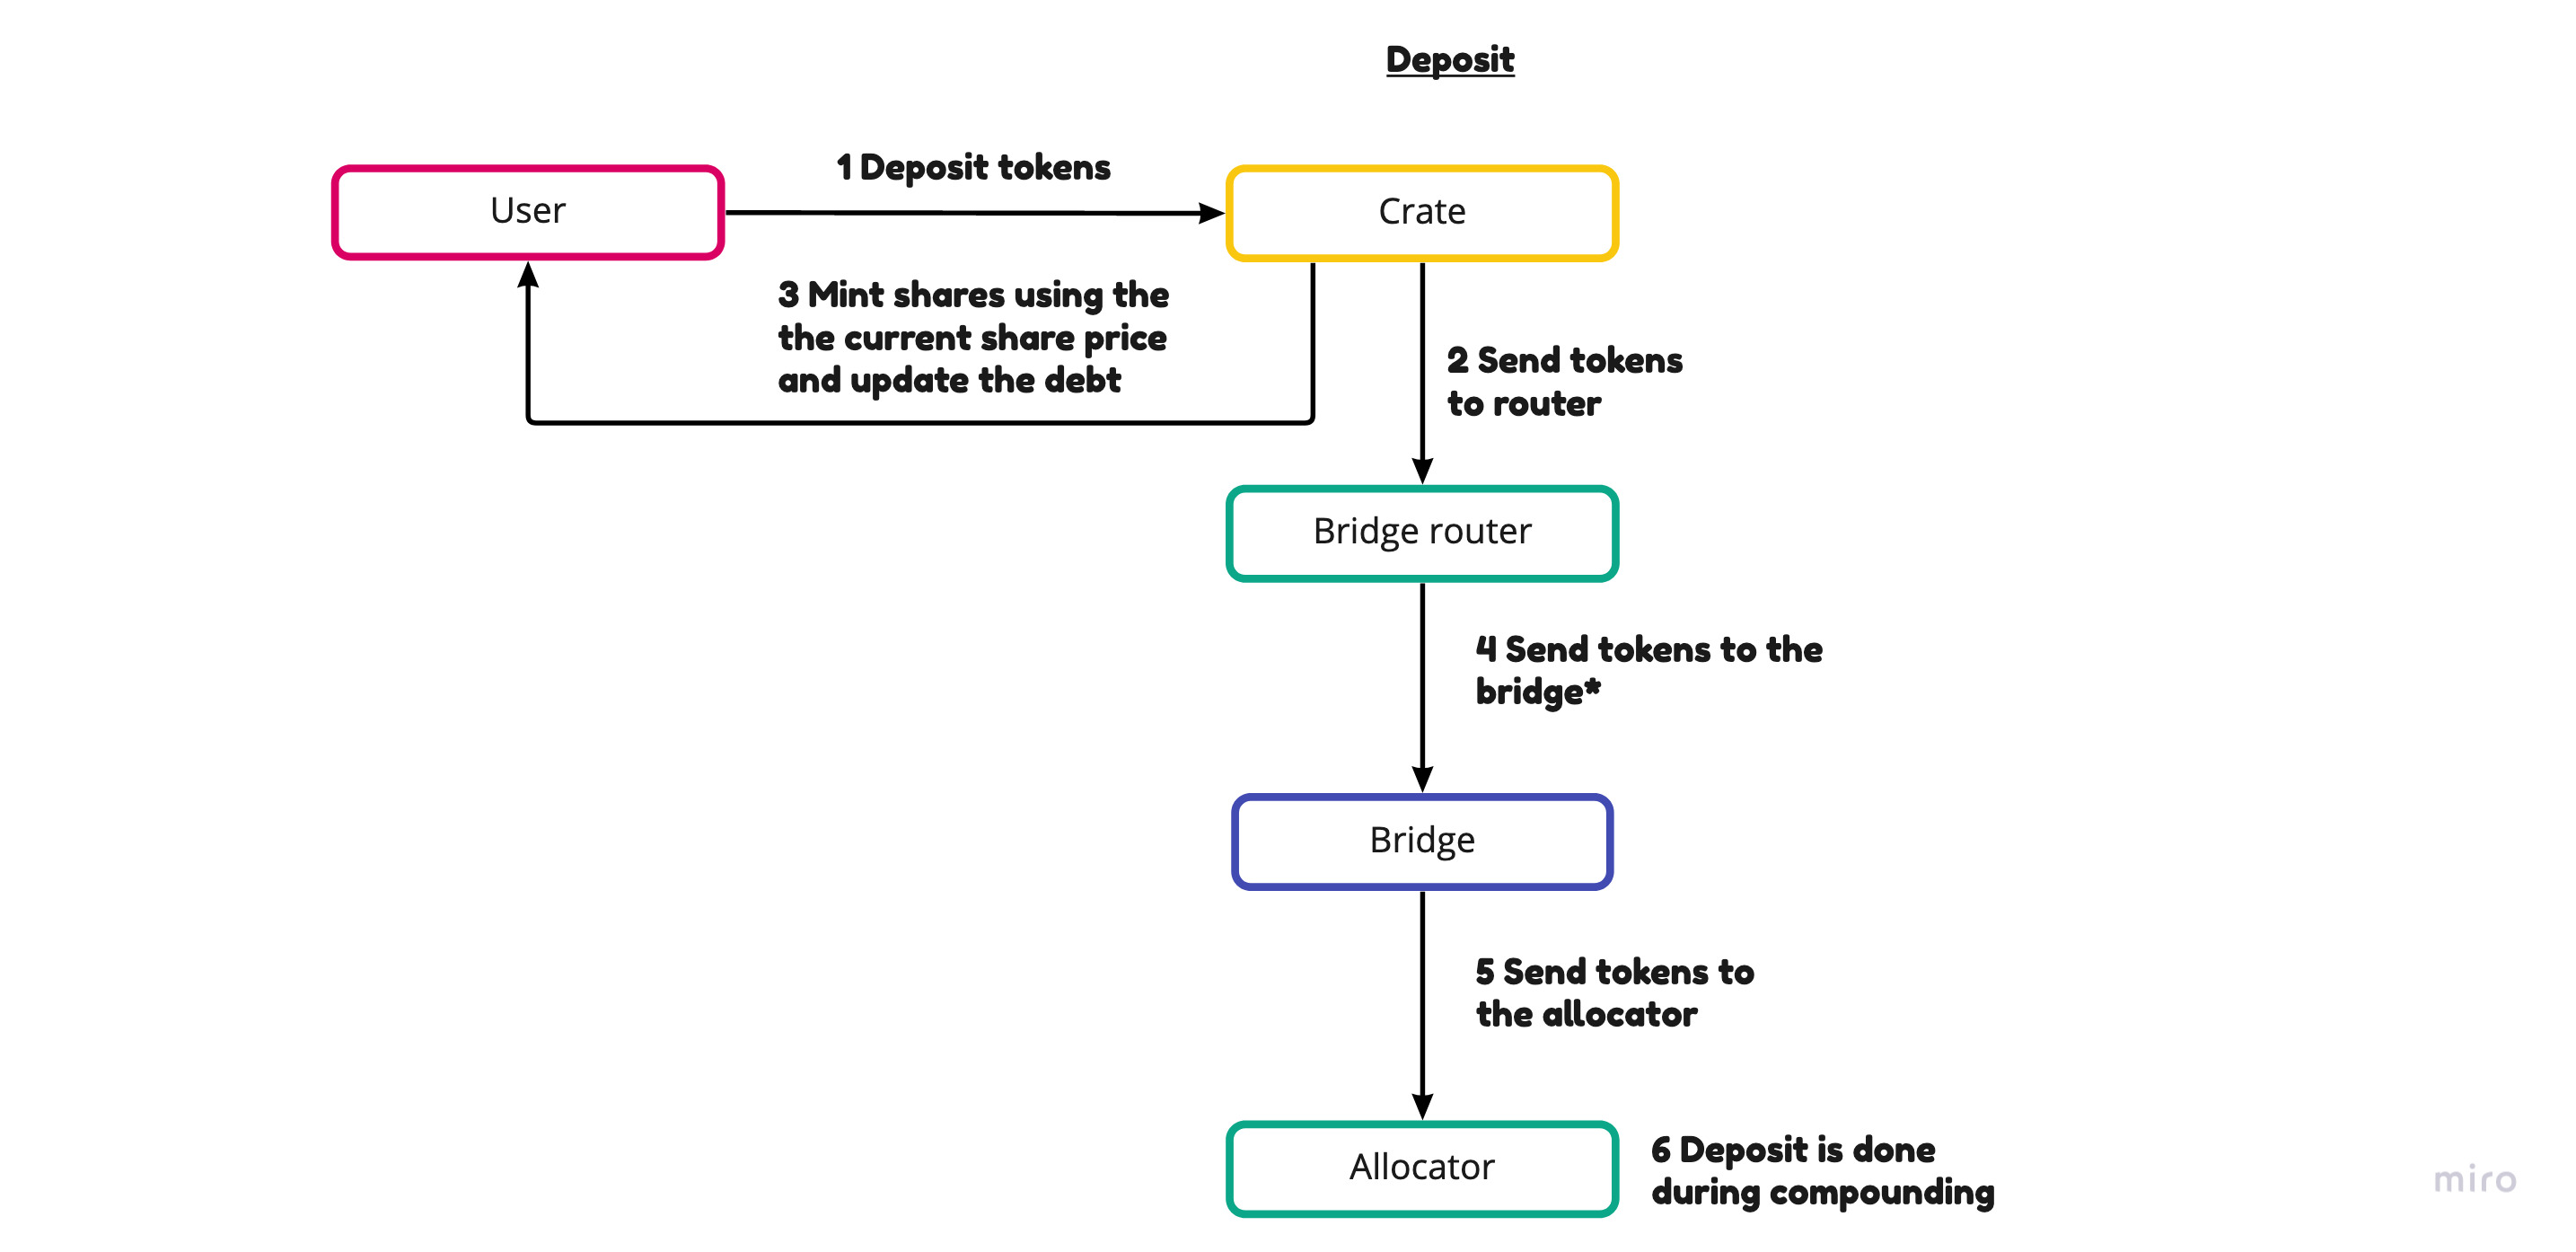 Deposit
1 Deposit tokens
User
Crate
3 Mint shares using the
the current share price
and update the debt
2 Send tokens
to router
Bridge router
4 Send tokens to the
bridge*
Bridge
5 Send tokens to
the allocator
Allocator
6 Deposit is done
during compounding
miro